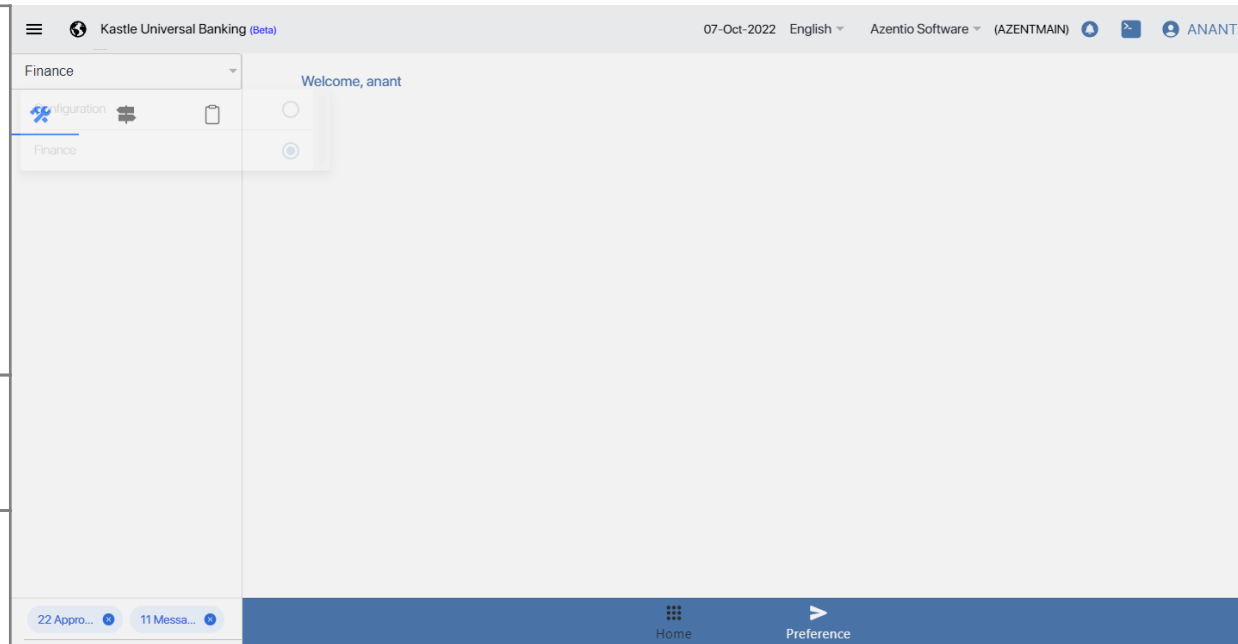 Kastle Universal Banking (Beta)
07-Oct-2022 English Azentio Software (AZENTMAIN) ANANT
Finance
Welcome, anant
Configuration
Finance
22 Appro... 11 Messa...
Home Preference